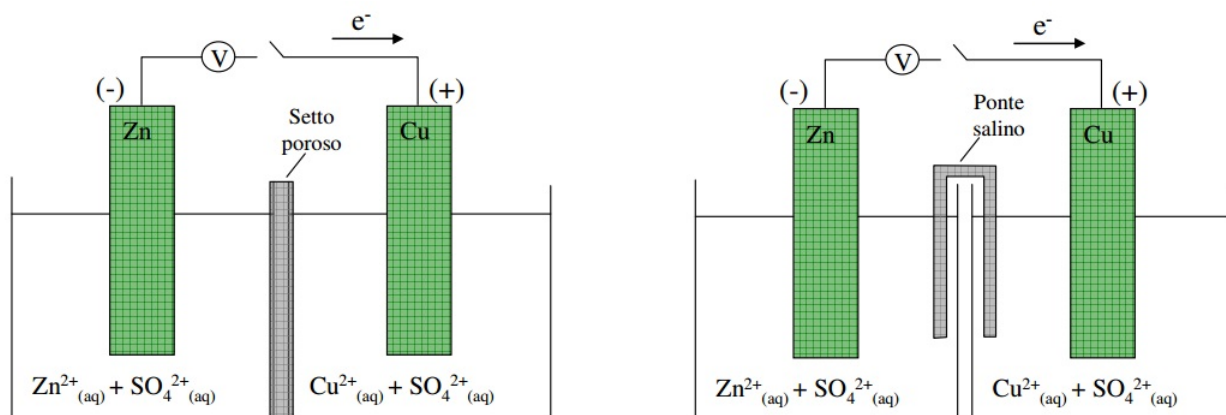 e⁻
V
(-)
(+)
Zn
Setto
poroso
Cu
Zn²⁺(aq) + SO₄²⁺(aq)
Cu²⁺(aq) + SO₄²⁺(aq)
e⁻
V
(-)
(+)
Zn
Ponte
salino
Cu
Zn²⁺(aq) + SO₄²⁺(aq)
Cu²⁺(aq) + SO₄²⁺(aq)